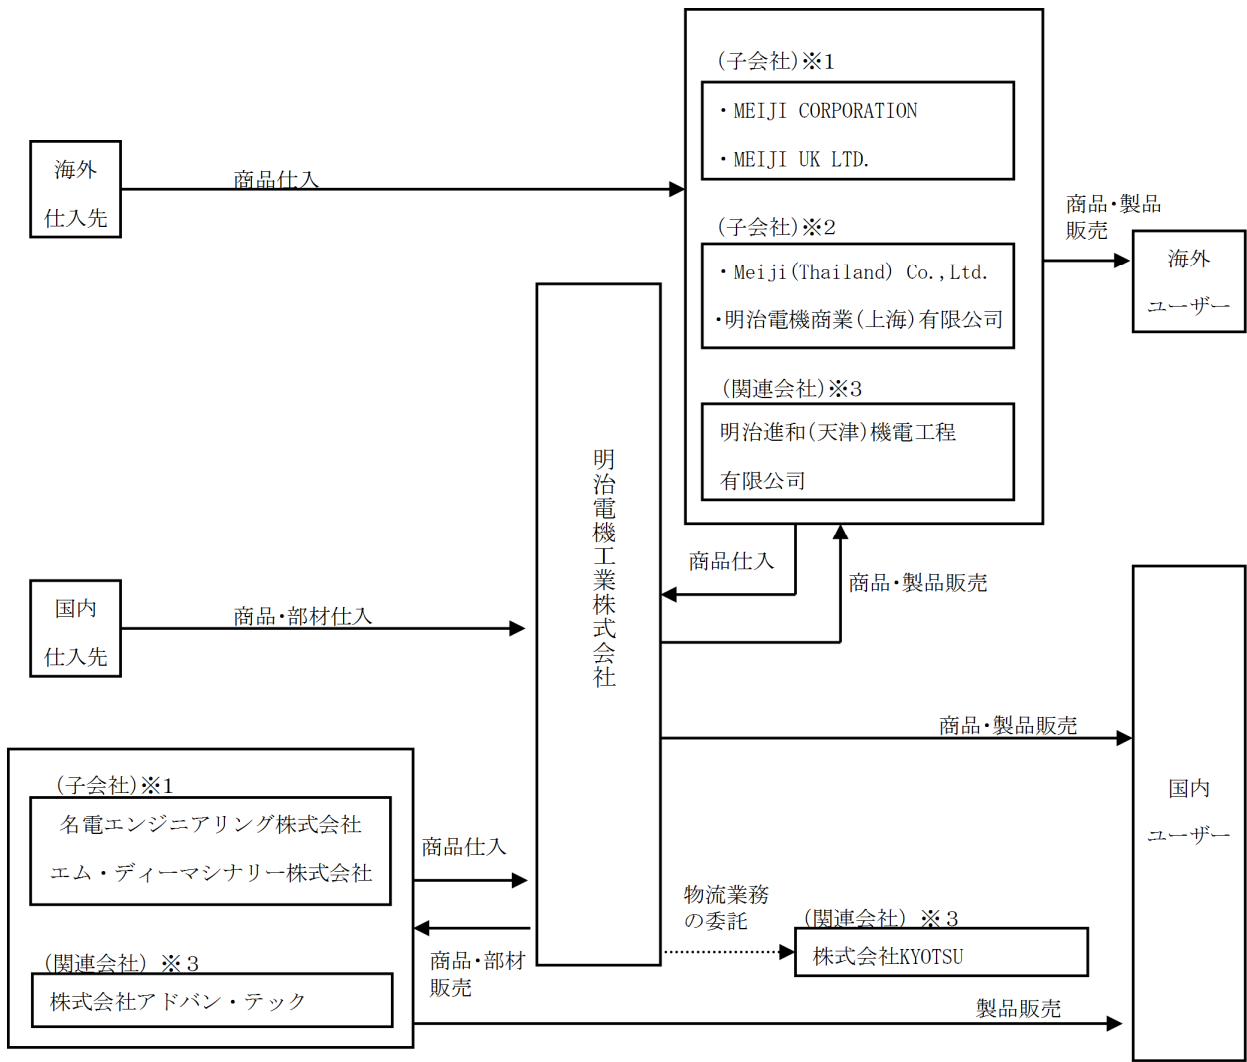 (子会社)※1
・MEIJI CORPORATION
・MEIJI UK LTD.
海外
仕入先
商品仕入
(子会社)※2
・Meiji(Thailand) Co.,Ltd.
・明治電機商業(上海)有限公司
商品・製品
販売
海外
ユーザー
(関連会社)※3
明治進和(天津)機電工程
有限公司
明治電機工業株式会社
商品仕入
商品・製品販売
国内
仕入先
商品・部材仕入
商品・製品販売
国内
ユーザー
(子会社)※1
名電エンジニアリング株式会社
エム・ディーマシナリー株式会社
商品仕入
物流業務
の委託
(関連会社) ※3
株式会社KYOTSU
(関連会社) ※3
株式会社アドバン・テック
商品・部材
販売
製品販売